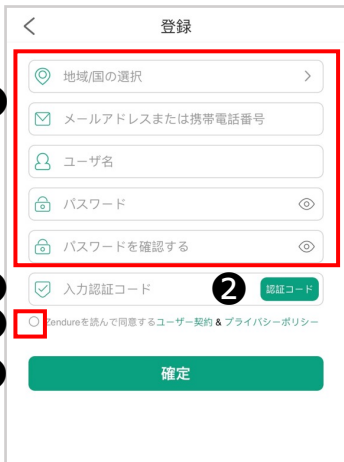 登録
地域/国の選択
メールアドレスまたは携帯電話番号
ユーザ名
パスワード
パスワードを確認する
入力認証コード 2 認証コード
Zendureを読んで同意するユーザー契約 & プライバシーポリシー
確定